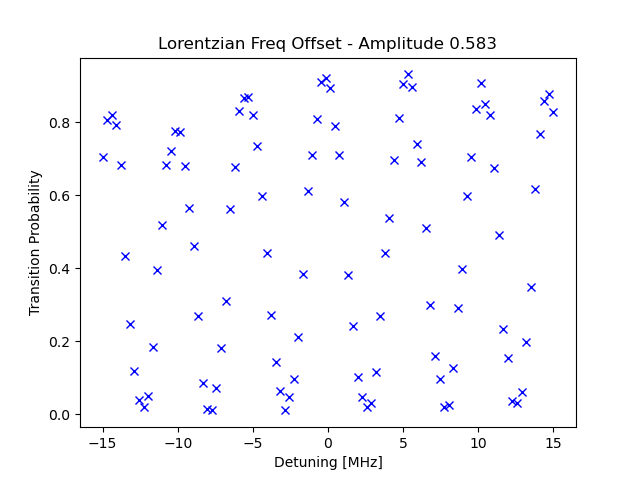 Lorentzian Freq Offset - Amplitude 0.583
Transition Probability
0.8
0.6
0.4
0.2
0.0
−15 −10 −5 0 5 10 15
Detuning [MHz]